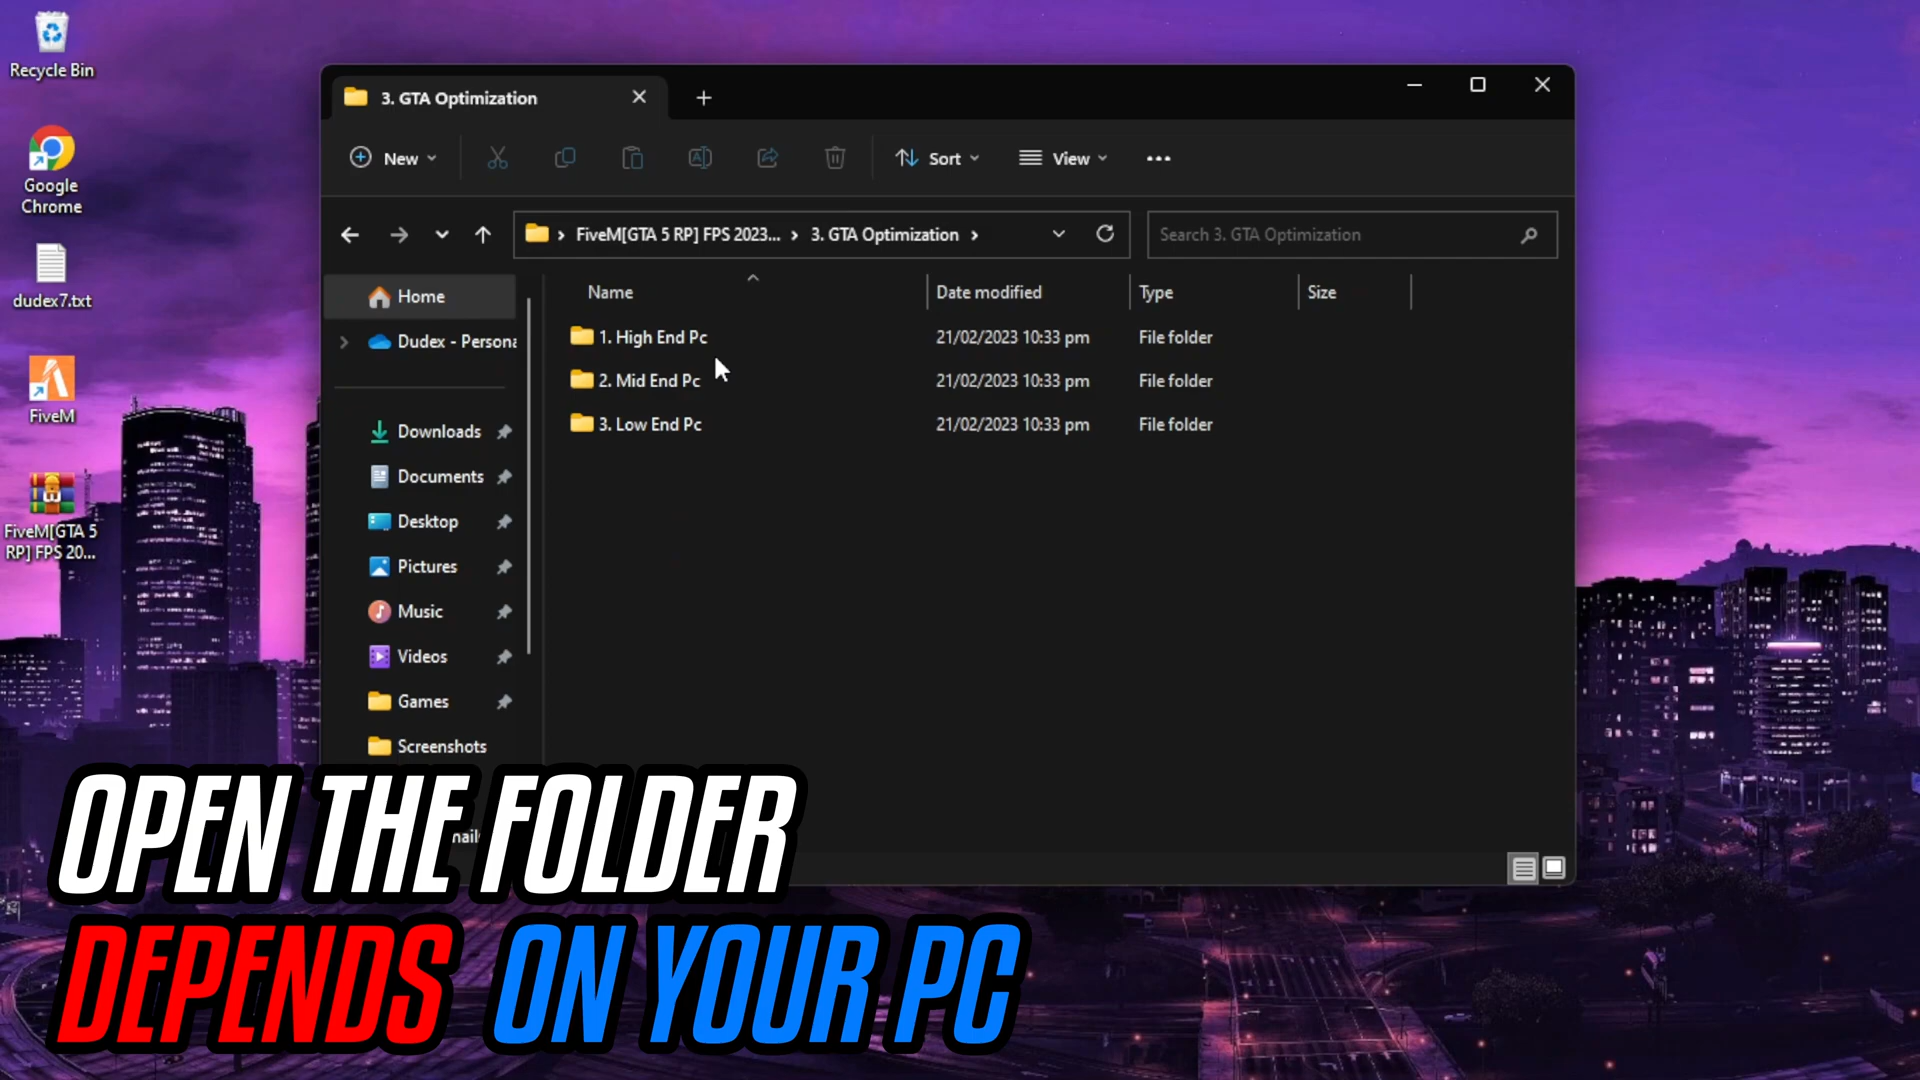 Recycle Bin
Google
Chrome
dudex7.txt
FiveM
FiveM[GTA 5
RP] FPS 20...
3. GTA Optimization
New
Sort
View
FiveM[GTA 5 RP] FPS 2023...
3. GTA Optimization
Search 3. GTA Optimization
Home
Dudex - Persona
Downloads
Documents
Desktop
Pictures
Music
Videos
Games
Screenshots
Name
Date modified
Type
Size
1. High End Pc
21/02/2023 10:33 pm
File folder
2. Mid End Pc
21/02/2023 10:33 pm
File folder
3. Low End Pc
21/02/2023 10:33 pm
File folder
OPEN THE FOLDER
DEPENDS ON YOUR PC